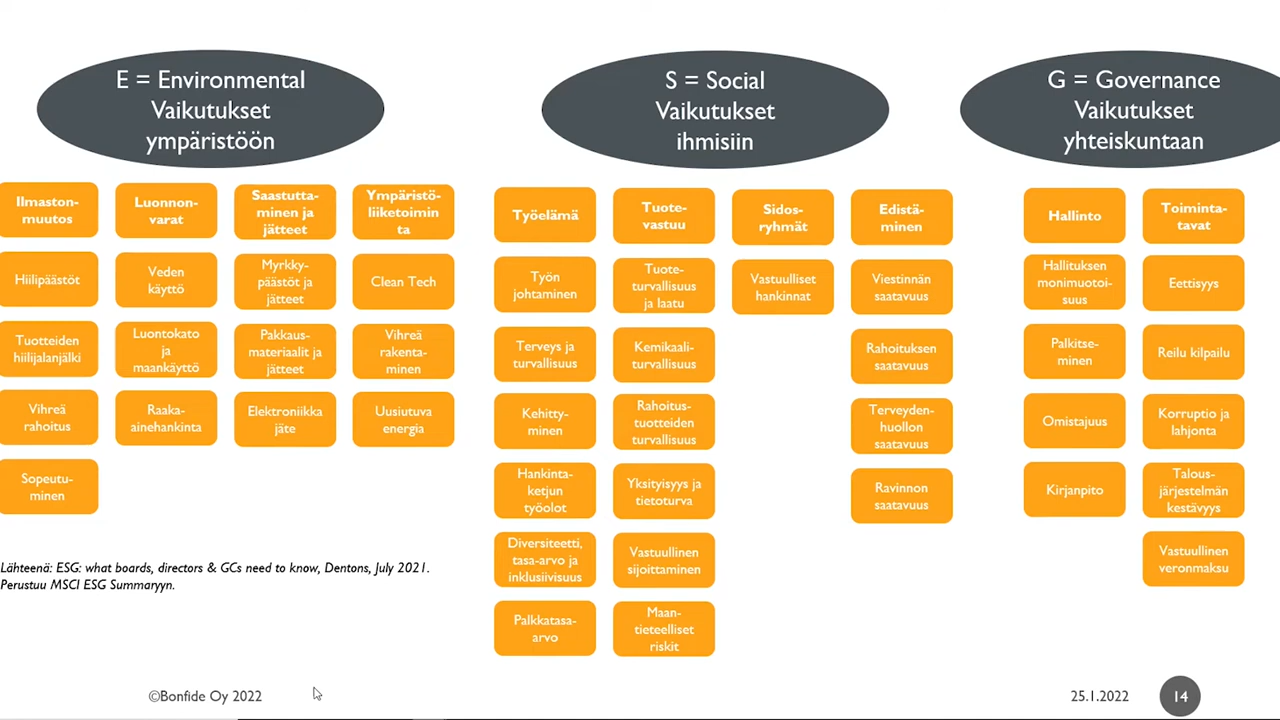 E = Environmental
Vaikutukset
ympäristöön
Ilmaston-
muutos
Luonnon-
varat
Saastutta-
minen ja
jätteet
Ympäristö-
liiketoimin
ta
Hiilipäästöt
Veden
käyttö
Myrkky-
päästöt ja
jätteet
Clean Tech
Tuotteiden
hiilijalanjälki
Luontokato
ja
maankäyttö
Pakkaus-
materiaalit ja
jätteet
Vihreä
rakenta-
minen
Vihreä
rahoitus
Raaka-
ainehankinta
Elektroniikka
jäte
Uusiutuva
energia
Sopeutu-
minen
S = Social
Vaikutukset
ihmisiin
Työelämä
Tuote-
vastuu
Sidos-
ryhmät
Edistä-
minen
Työn
johtaminen
Tuote-
turvallisuus
ja laatu
Vastuulliset
hankinnat
Viestinnän
saatavuus
Terveys ja
turvallisuus
Kemikaali-
turvallisuus
Rahoituksen
saatavuus
Kehitty-
minen
Rahoitus-
tuotteiden
turvallisuus
Terveyden-
huollon
saatavuus
Hankinta-
ketjun
työolot
Yksityisyys ja
tietoturva
Ravinnon
saatavuus
Diversiteetti,
tasa-arvo ja
inklusiivisuus
Vastuullinen
sijoittaminen
Palkkatasa-
arvo
Maan-
tieteelliset
riskit
G = Governance
Vaikutukset
yhteiskuntaan
Hallinto
Toiminta-
tavat
Hallituksen
monimuotoi-
suus
Eettisyys
Palkitse-
minen
Reilu kilpailu
Omistajuus
Korruptio ja
lahjonta
Kirjanpito
Talous-
järjestelmän
kestävyys
Vastuullinen
veronmaksu
Lähteenä: ESG: what boards, directors & GCs need to know, Dentons, July 2021.
Perustuu MSCI ESG Summaryyn.
©Bonfide Oy 2022
25.1.2022
14